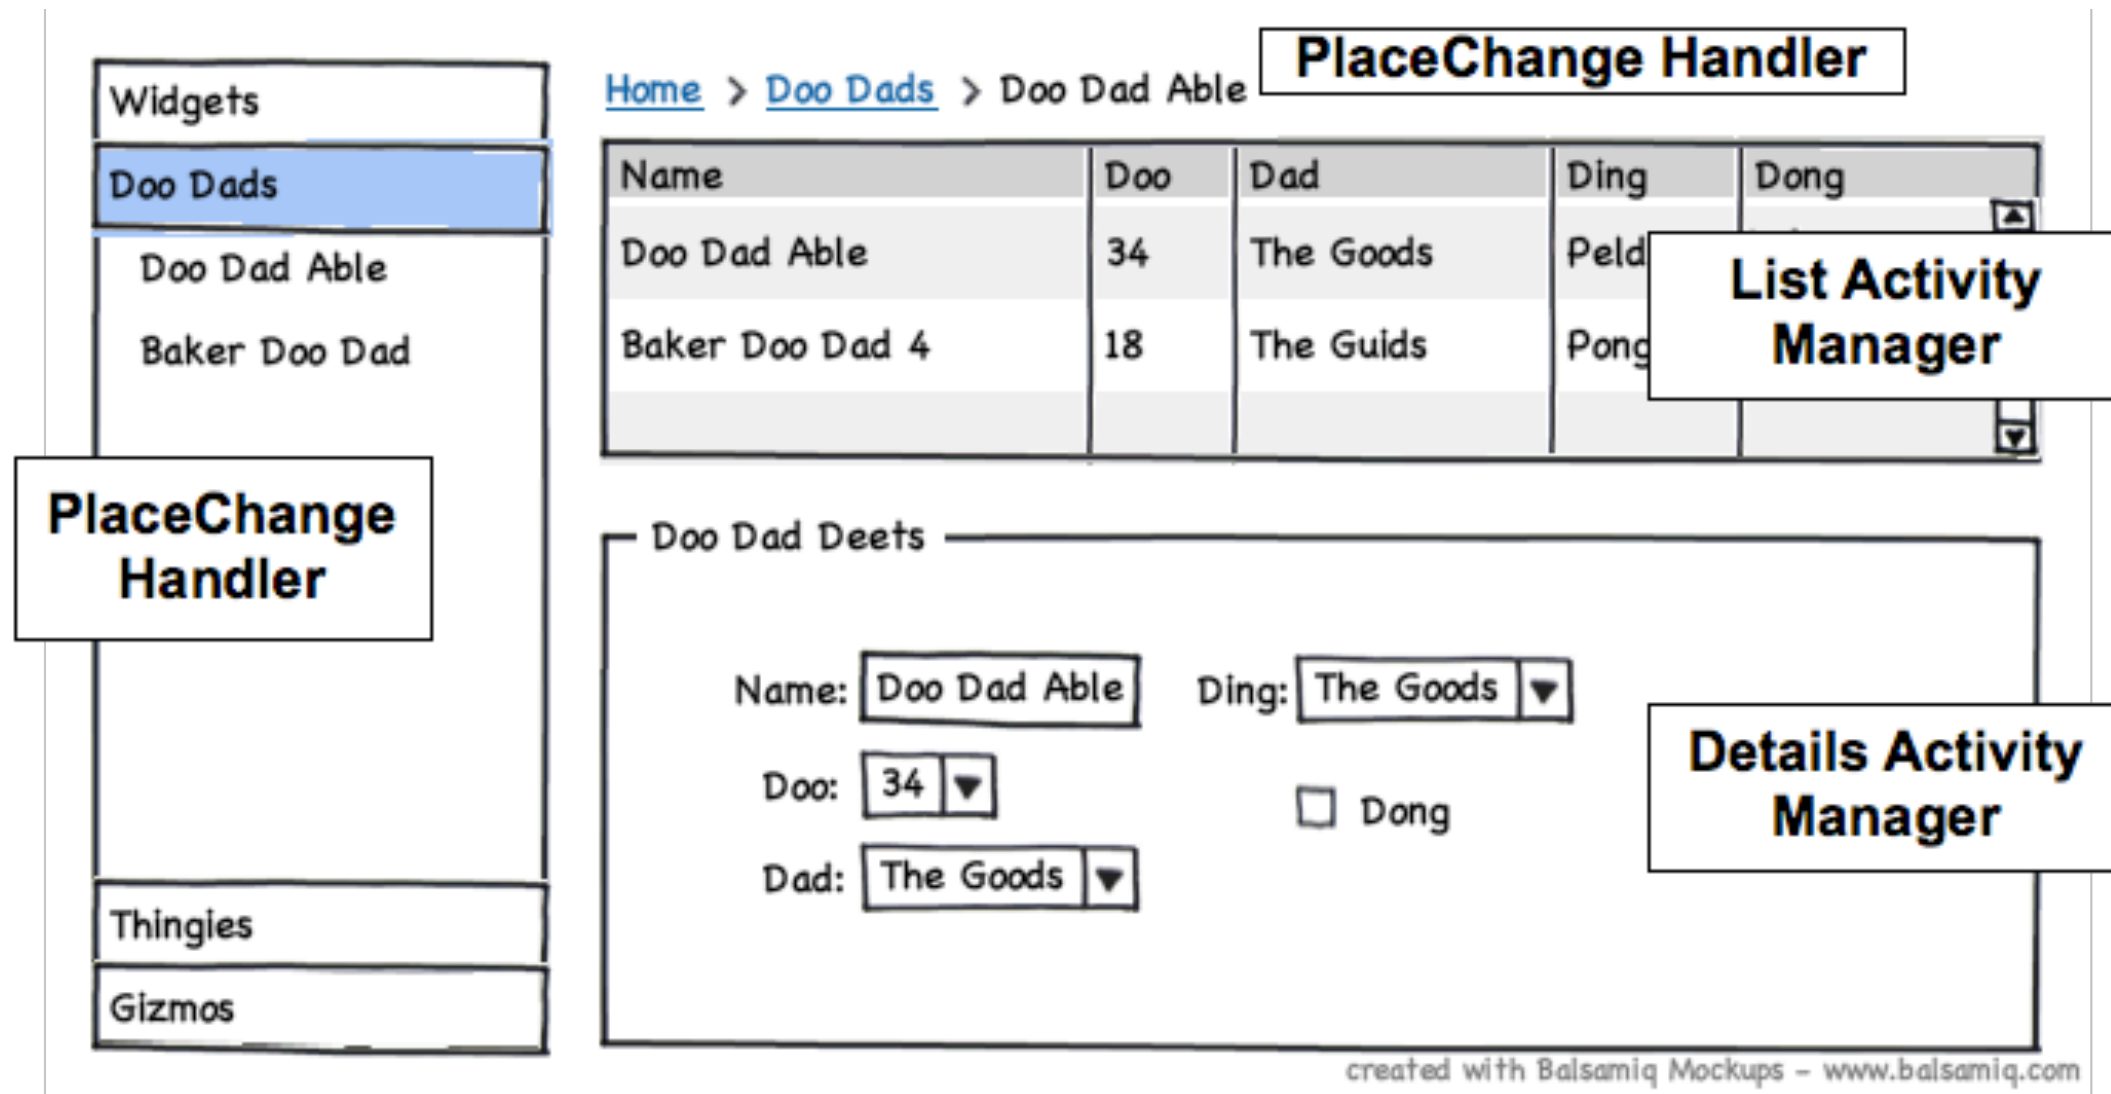 PlaceChange Handler
Widgets
Doo Dads
Doo Dad Able
Baker Doo Dad
PlaceChange
Handler
Thingies
Gizmos
Home > Doo Dads > Doo Dad Able
Name Doo Dad Ding Dong
Doo Dad Able 34 The Goods Peld
Baker Doo Dad 4 18 The Guids Pong
List Activity
Manager
Doo Dad Deets
Name: Doo Dad Able Ding: The Goods
Doo: 34
Dong
Dad: The Goods
Details Activity
Manager
created with Balsamiq Mockups – www.balsamiq.com